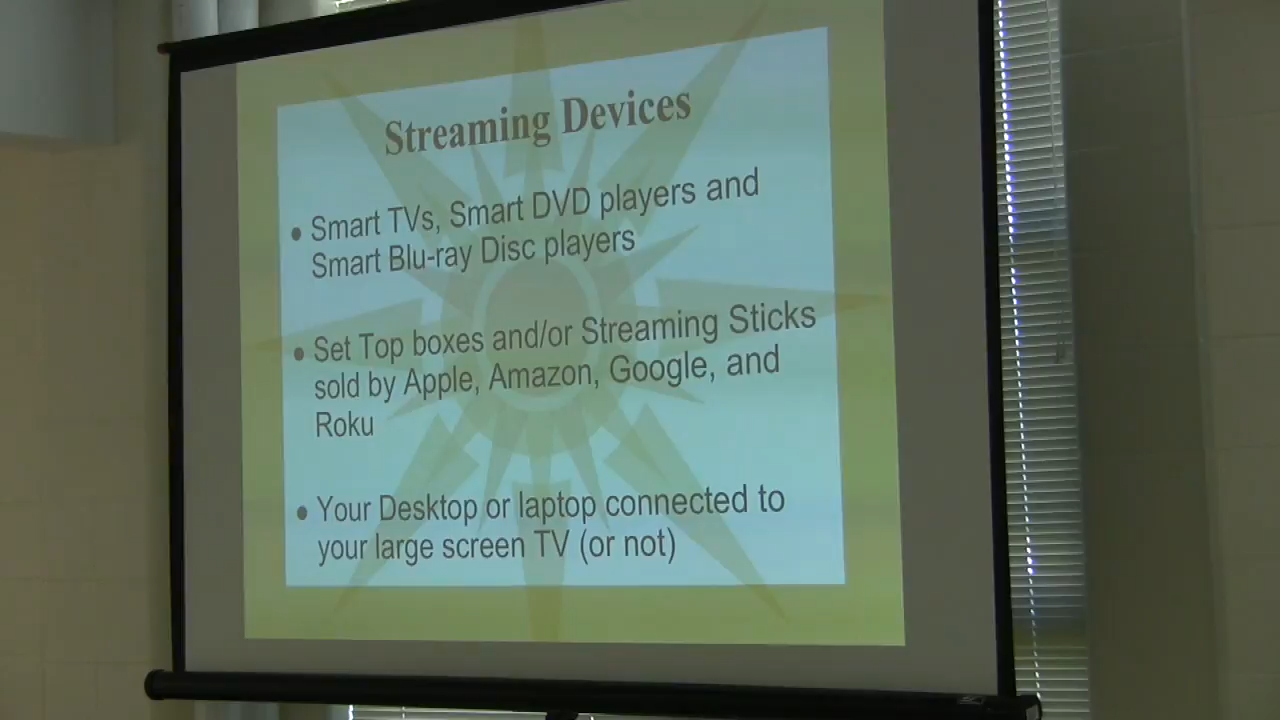 Streaming Devices
• Smart TVs, Smart DVD players and
Smart Blu-ray Disc players
• Set Top boxes and/or Streaming Sticks
sold by Apple, Amazon, Google, and
Roku
• Your Desktop or laptop connected to
your large screen TV (or not)